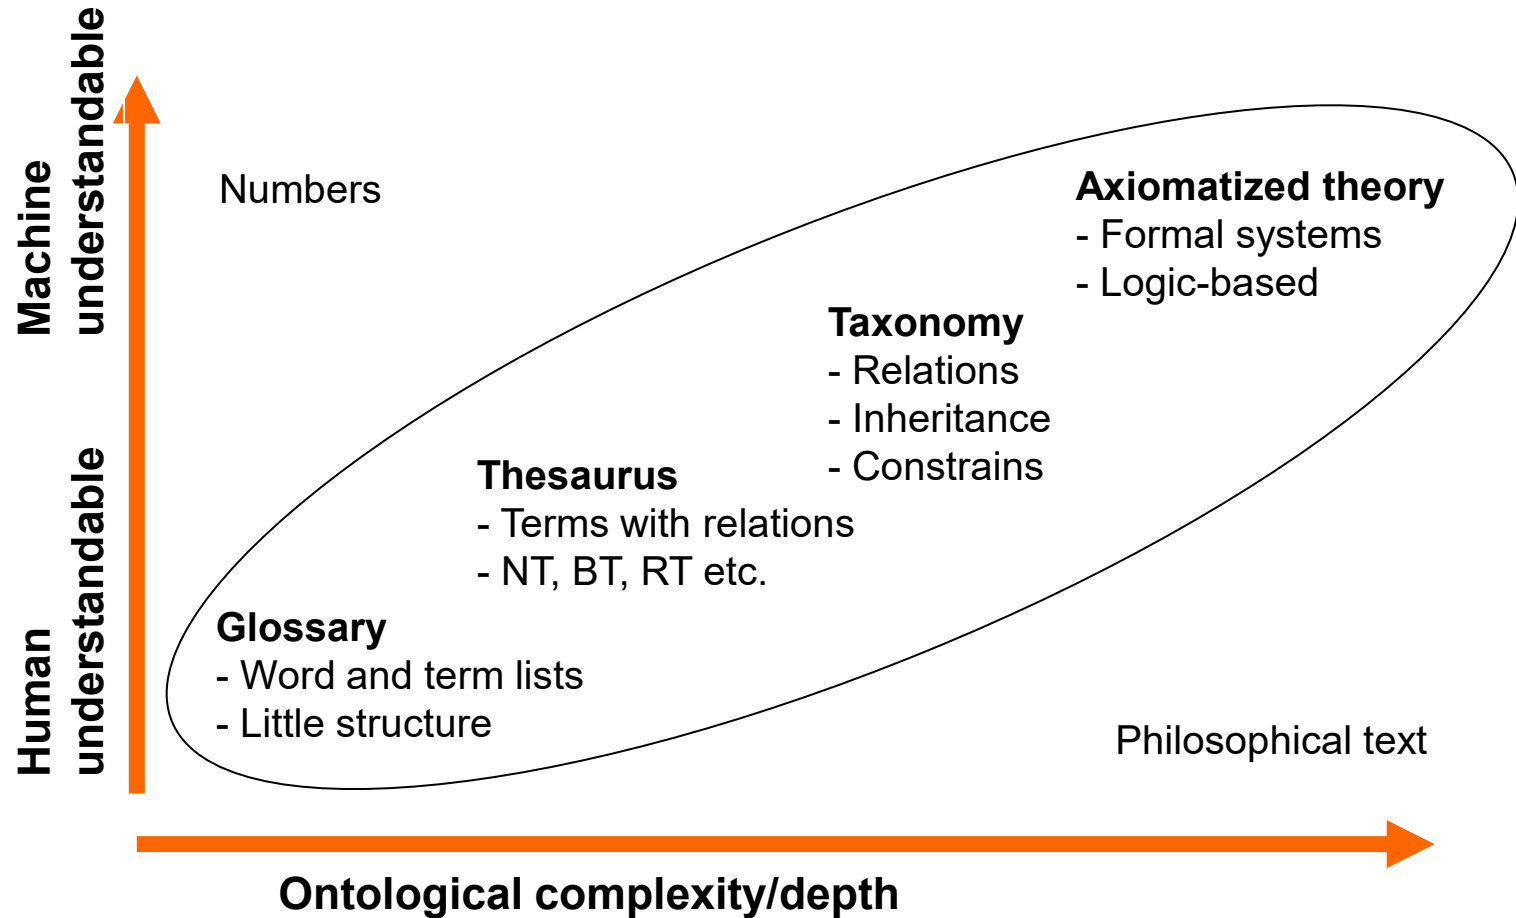 Machine
understandable
Human
understandable
Numbers
Axiomatized theory
- Formal systems
- Logic-based
Taxonomy
- Relations
- Inheritance
- Constrains
Thesaurus
- Terms with relations
- NT, BT, RT etc.
Glossary
- Word and term lists
- Little structure
Philosophical text
Ontological complexity/depth